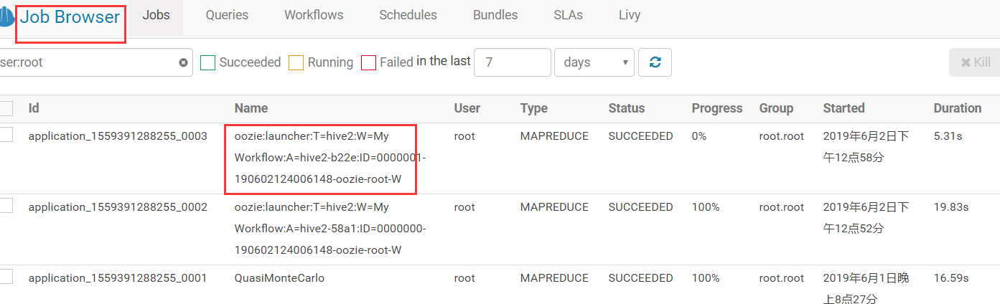 Job Browser Jobs Queries Workflows Schedules Bundles SLAs Livy
ser:root Succeeded Running Failed in the last 7 days Kill
Id Name User Type Status Progress Group Started Duration
application_1559391288255_0003 oozie:launcher:T=hive2:W=My root MAPREDUCE SUCCEEDED 0% root.root 2019年6月2日下 5.31s
Workflow:A=hive2-b22e:ID=0000001- 午12点58分
190602124006148-oozie-root-W
application_1559391288255_0002 oozie:launcher:T=hive2:W=My root MAPREDUCE SUCCEEDED 100% root.root 2019年6月2日下 19.83s
Workflow:A=hive2-58a1:ID=0000000- 午12点52分
190602124006148-oozie-root-W
application_1559391288255_0001 QuasiMonteCarlo root MAPREDUCE SUCCEEDED 100% root.root 2019年6月1日晚 16.59s
上8点27分